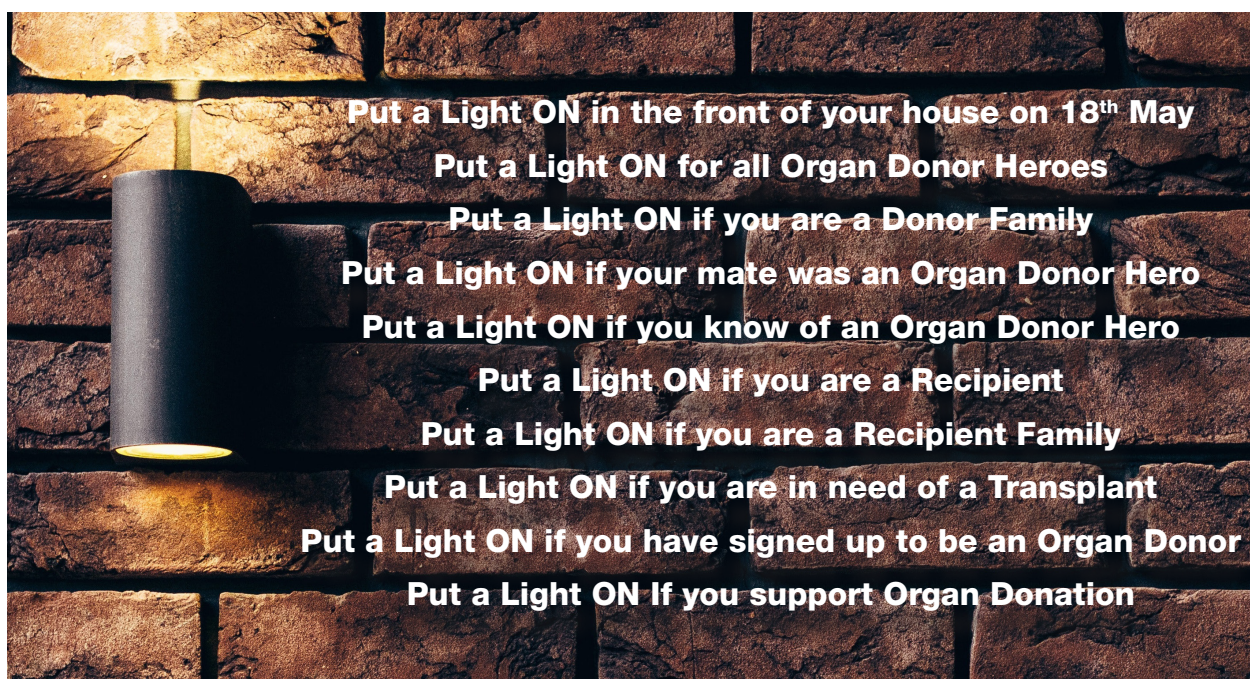 Put a Light ON in the front of your house on 18th May
Put a Light ON for all Organ Donor Heroes
Put a Light ON if you are a Donor Family
Put a Light ON if your mate was an Organ Donor Hero
Put a Light ON if you know of an Organ Donor Hero
Put a Light ON if you are a Recipient
Put a Light ON if you are a Recipient Family
Put a Light ON if you are in need of a Transplant
Put a Light ON if you have signed up to be an Organ Donor
Put a Light ON If you support Organ Donation